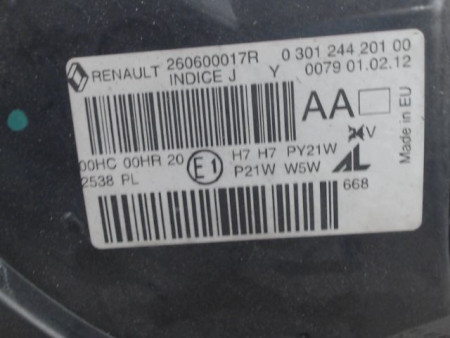 RENAULT 260600017R 0 301 244 201 00
INDICE J Y 0079 01.02.12
AA
Made in EU
V
00HC 00HR 20 E1 H7 H7 PY21W AL
2538 PL P21W W5W 668